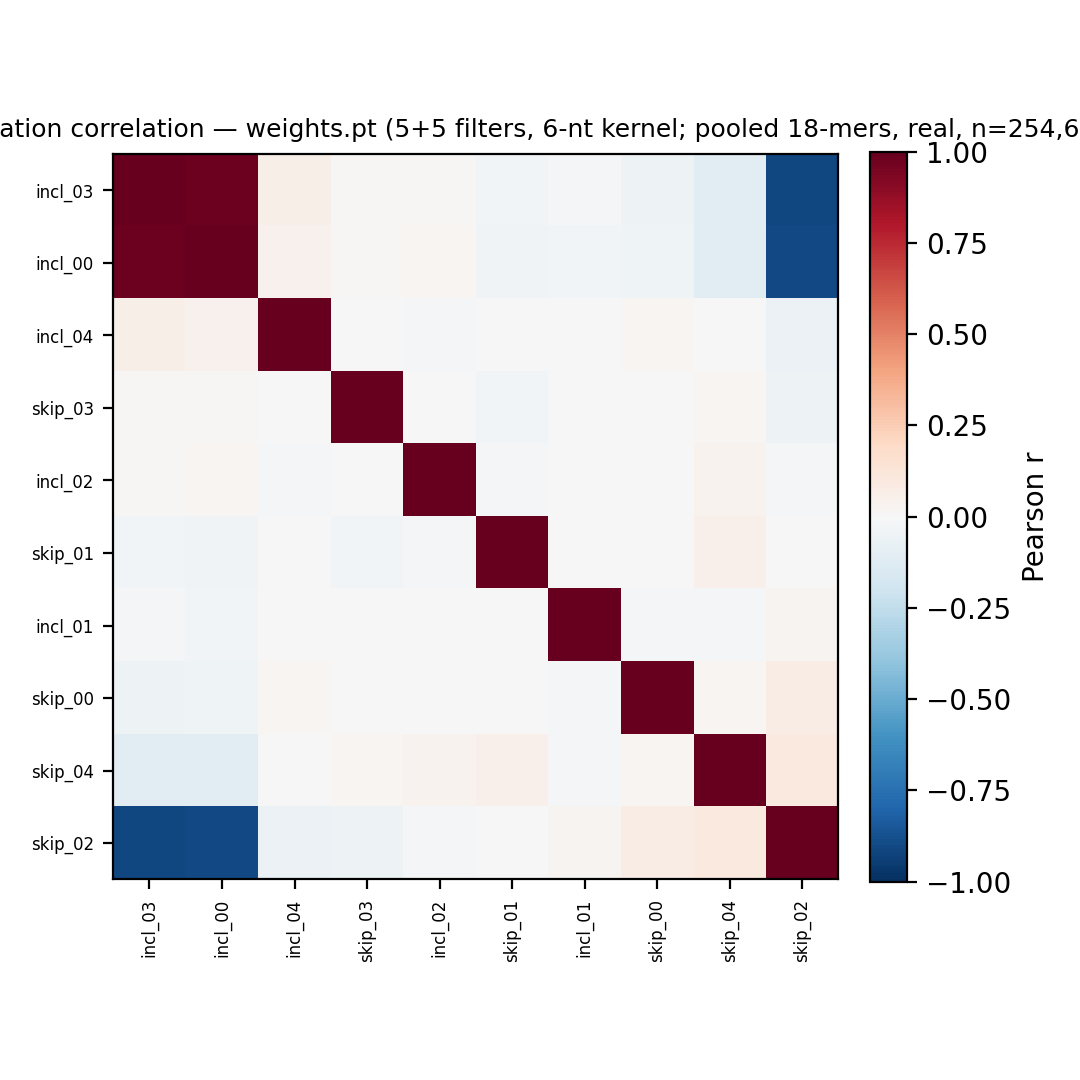 ation correlation — weights.pt (5+5 filters, 6-nt kernel; pooled 18-mers, real, n=254,6
incl_03
incl_00
incl_04
skip_03
incl_02
skip_01
incl_01
skip_00
skip_04
skip_02
incl_03
incl_00
incl_04
skip_03
incl_02
skip_01
incl_01
skip_00
skip_04
skip_02
1.00
0.75
0.50
0.25
0.00
−0.25
−0.50
−0.75
−1.00
Pearson r